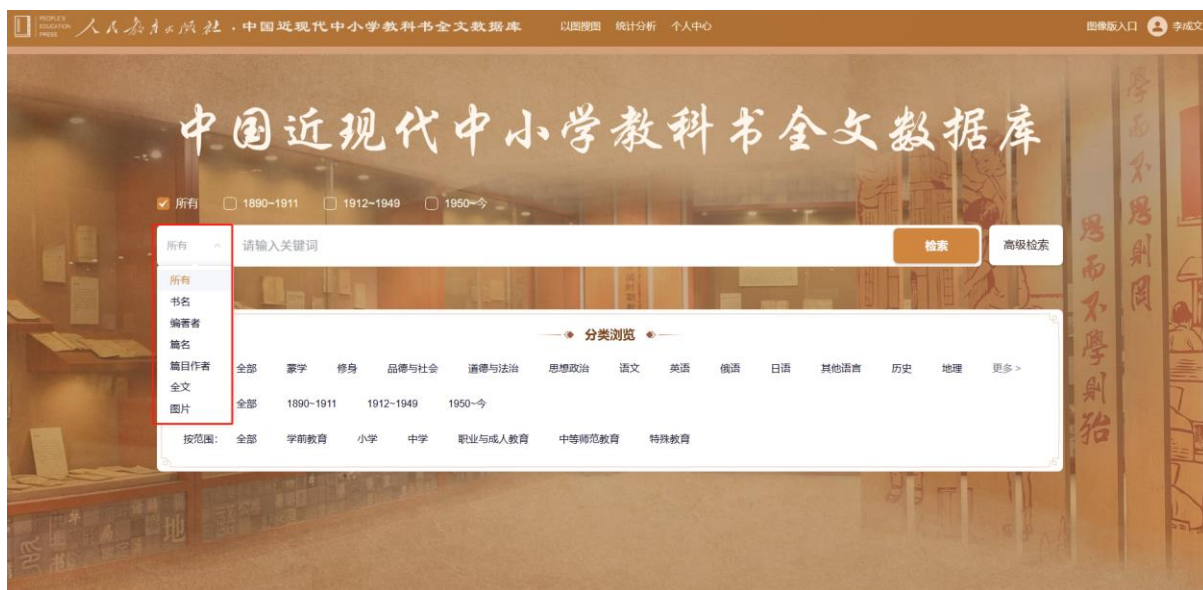 PEOPLE'S EDUCATION PRESS 人民教育出版社 · 中国近现代中小学教科书全文数据库 以图搜图 统计分析 个人中心 图像版入口 李成文
中国近现代中小学教科书全文数据库
所有 1890~1911 1912~1949 1950~今
所有 请输入关键词 检索 高级检索
所有
书名
编著者
篇名
篇目作者
全文
图片
分类浏览
全部 蒙学 修身 品德与社会 道德与法治 思想政治 语文 英语 俄语 日语 其他语言 历史 地理 更多 >
全部 1890~1911 1912~1949 1950~今
按范围: 全部 学前教育 小学 中学 职业与成人教育 中等师范教育 特殊教育
學而不思則罔
思而不學則殆
地
书